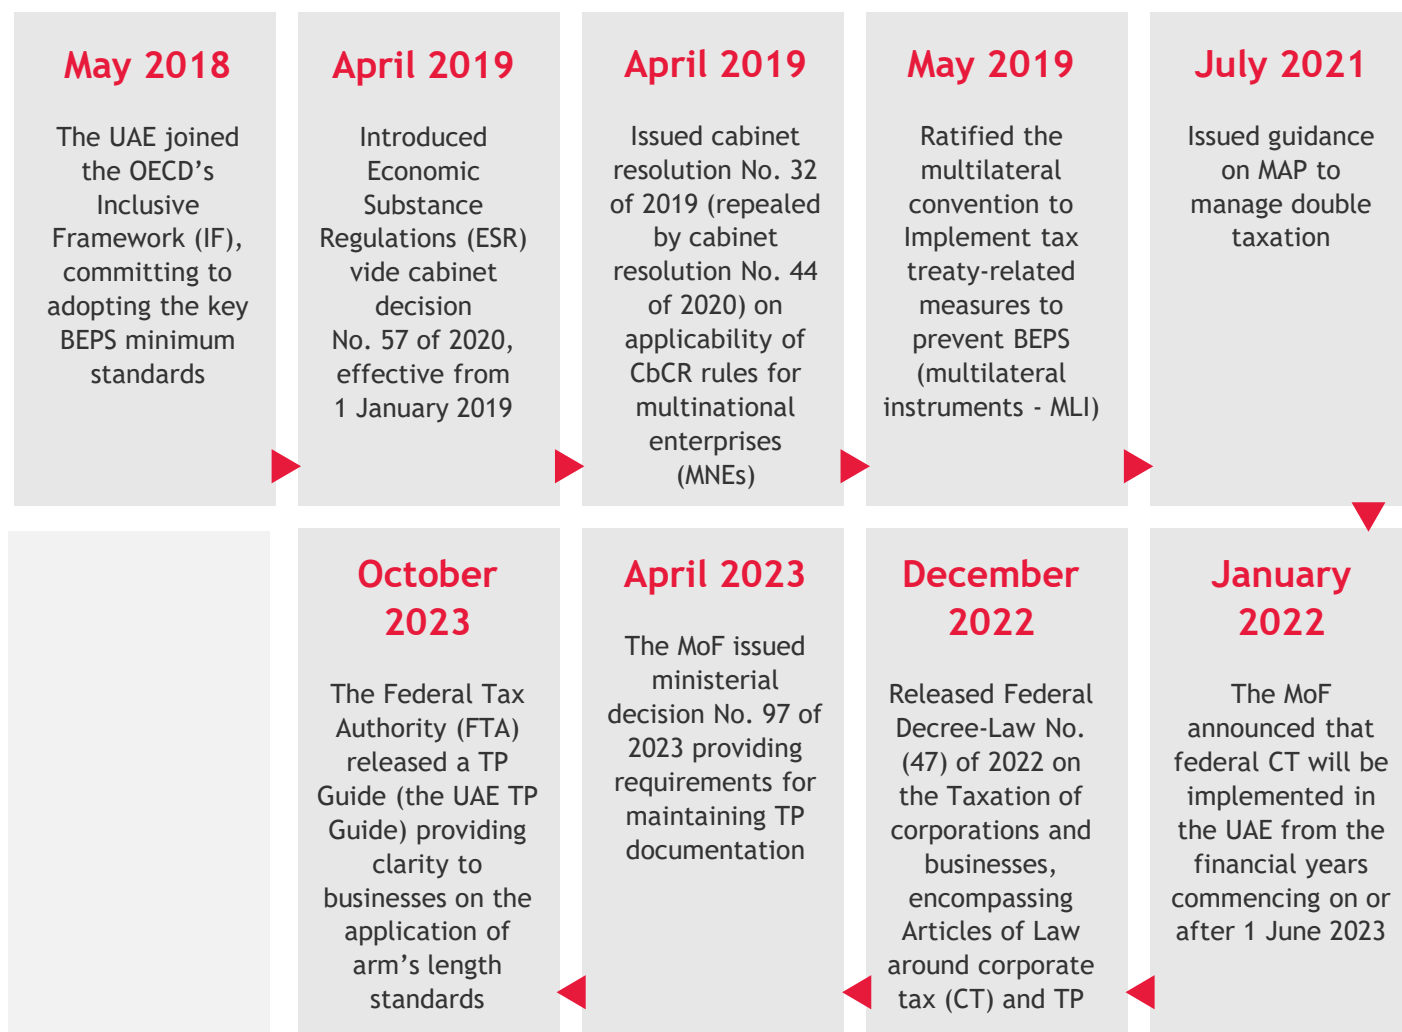 May 2018
The UAE joined
the OECD’s
Inclusive
Framework (IF),
committing to
adopting the key
BEPS minimum
standards
April 2019
Introduced
Economic
Substance
Regulations (ESR)
vide cabinet
decision
No. 57 of 2020,
effective from
1 January 2019
April 2019
Issued cabinet
resolution No. 32
of 2019 (repealed
by cabinet
resolution No. 44
of 2020) on
applicability of
CbCR rules for
multinational
enterprises
(MNEs)
May 2019
Ratified the
multilateral
convention to
Implement tax
treaty-related
measures to
prevent BEPS
(multilateral
instruments - MLI)
July 2021
Issued guidance
on MAP to
manage double
taxation
January
2022
The MoF
announced that
federal CT will be
implemented in
the UAE from the
financial years
commencing on or
after 1 June 2023
December
2022
Released Federal
Decree-Law No.
(47) of 2022 on
the Taxation of
corporations and
businesses,
encompassing
Articles of Law
around corporate
tax (CT) and TP
April 2023
The MoF issued
ministerial
decision No. 97 of
2023 providing
requirements for
maintaining TP
documentation
October
2023
The Federal Tax
Authority (FTA)
released a TP
Guide (the UAE TP
Guide) providing
clarity to
businesses on the
application of
arm’s length
standards